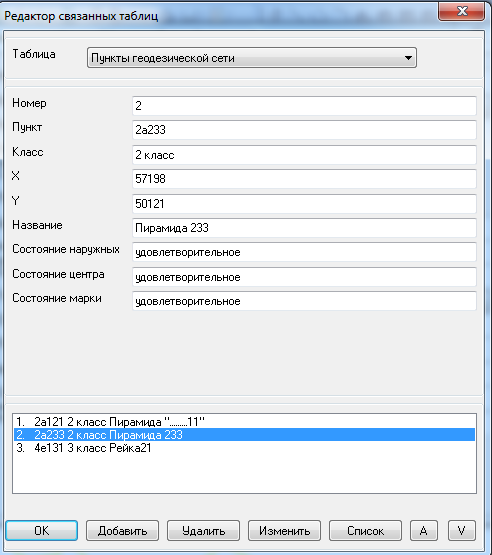 Редактор связанных таблиц
Таблица Пункты геодезической сети
Номер 2
Пункт 2а233
Класс 2 класс
X 57198
Y 50121
Название Пирамида 233
Состояние наружных удовлетворительное
Состояние центра удовлетворительное
Состояние марки удовлетворительное
1. 2а121 2 класс Пирамида "........11"
2. 2а233 2 класс Пирамида 233
3. 4е131 3 класс Рейка21
OK Добавить Удалить Изменить Список Λ V